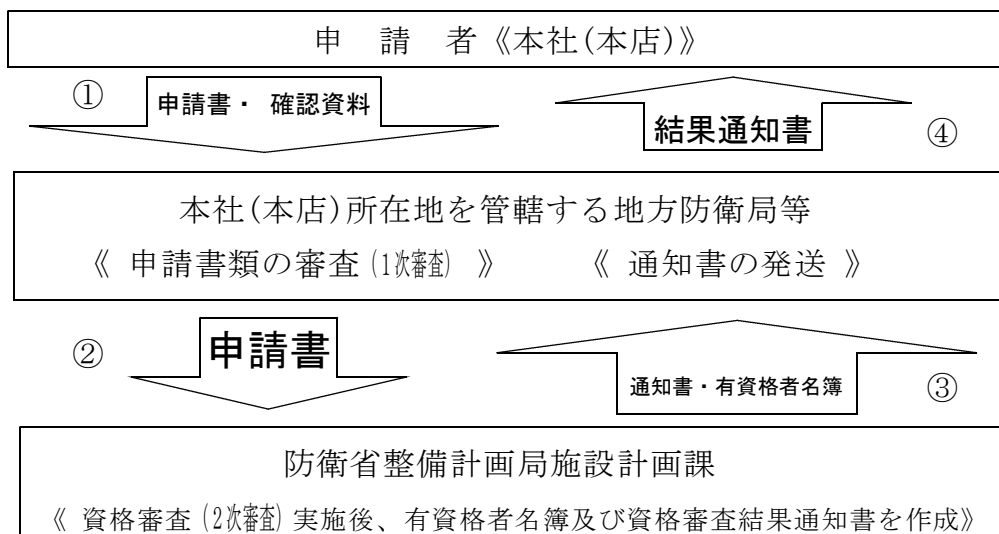 申 請 者《本社(本店)》
① 申請書・ 確認資料
結果通知書 ④
本社(本店)所在地を管轄する地方防衛局等
《 申請書類の審査(1次審査) 》 《 通知書の発送 》
② 申請書
通知書・有資格者名簿 ③
防衛省整備計画局施設計画課
《 資格審査(2次審査)実施後、有資格者名簿及び資格審査結果通知書を作成》